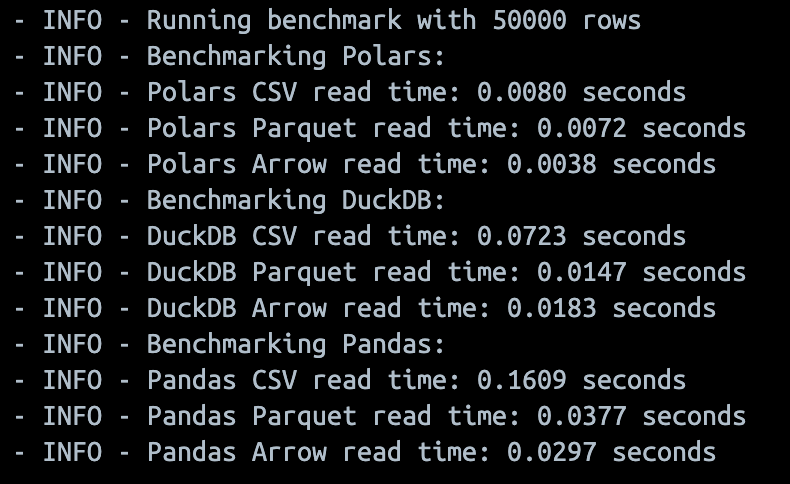 - INFO - Running benchmark with 50000 rows
- INFO - Benchmarking Polars:
- INFO - Polars CSV read time: 0.0080 seconds
- INFO - Polars Parquet read time: 0.0072 seconds
- INFO - Polars Arrow read time: 0.0038 seconds
- INFO - Benchmarking DuckDB:
- INFO - DuckDB CSV read time: 0.0723 seconds
- INFO - DuckDB Parquet read time: 0.0147 seconds
- INFO - DuckDB Arrow read time: 0.0183 seconds
- INFO - Benchmarking Pandas:
- INFO - Pandas CSV read time: 0.1609 seconds
- INFO - Pandas Parquet read time: 0.0377 seconds
- INFO - Pandas Arrow read time: 0.0297 seconds